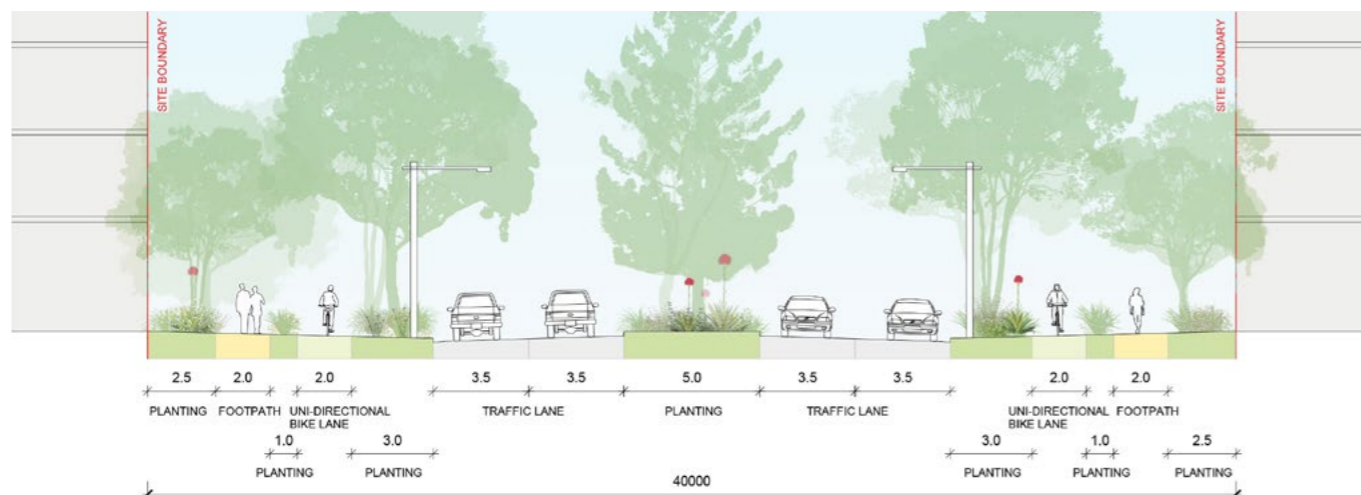 SITE BOUNDARY
SITE BOUNDARY
2.5 2.0 2.0 3.5 3.5 5.0 3.5 3.5 2.0 2.0
PLANTING FOOTPATH UNI-DIRECTIONAL BIKE LANE TRAFFIC LANE PLANTING TRAFFIC LANE UNI-DIRECTIONAL BIKE LANE FOOTPATH
1.0 3.0 3.0 1.0 2.5
PLANTING PLANTING PLANTING PLANTING PLANTING
40000